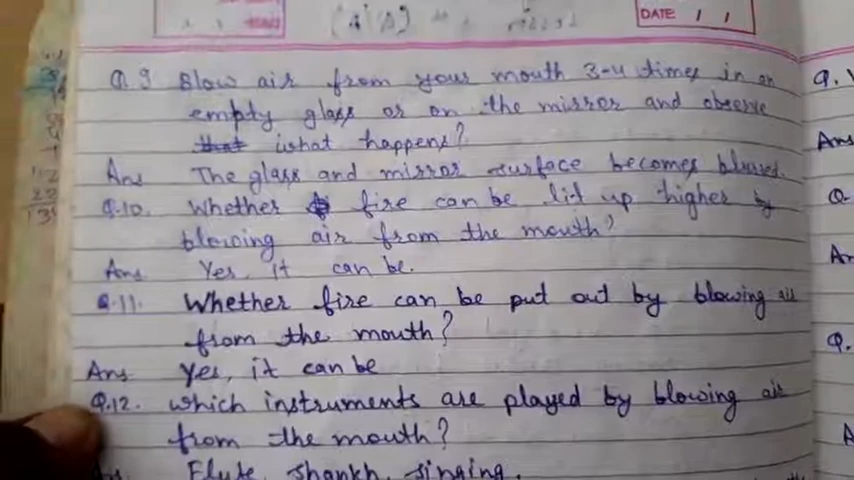 DATE / /
Q.9 Blow air from your mouth 3-4 times in an
empty glass or on the mirror and observe
what happens?
Ans The glass and mirror surface becomes blurred.
Q.10. Whether fire can be lit up higher by
blowing air from the mouth?
Ans Yes, it can be.
Q.11. Whether fire can be put out by blowing air
from the mouth?
Ans Yes, it can be
Q.12. which instruments are played by blowing air
from the mouth?
Ans. Flute, Shankh, singing.
Q.
Ans
Q.
An
Q.
A